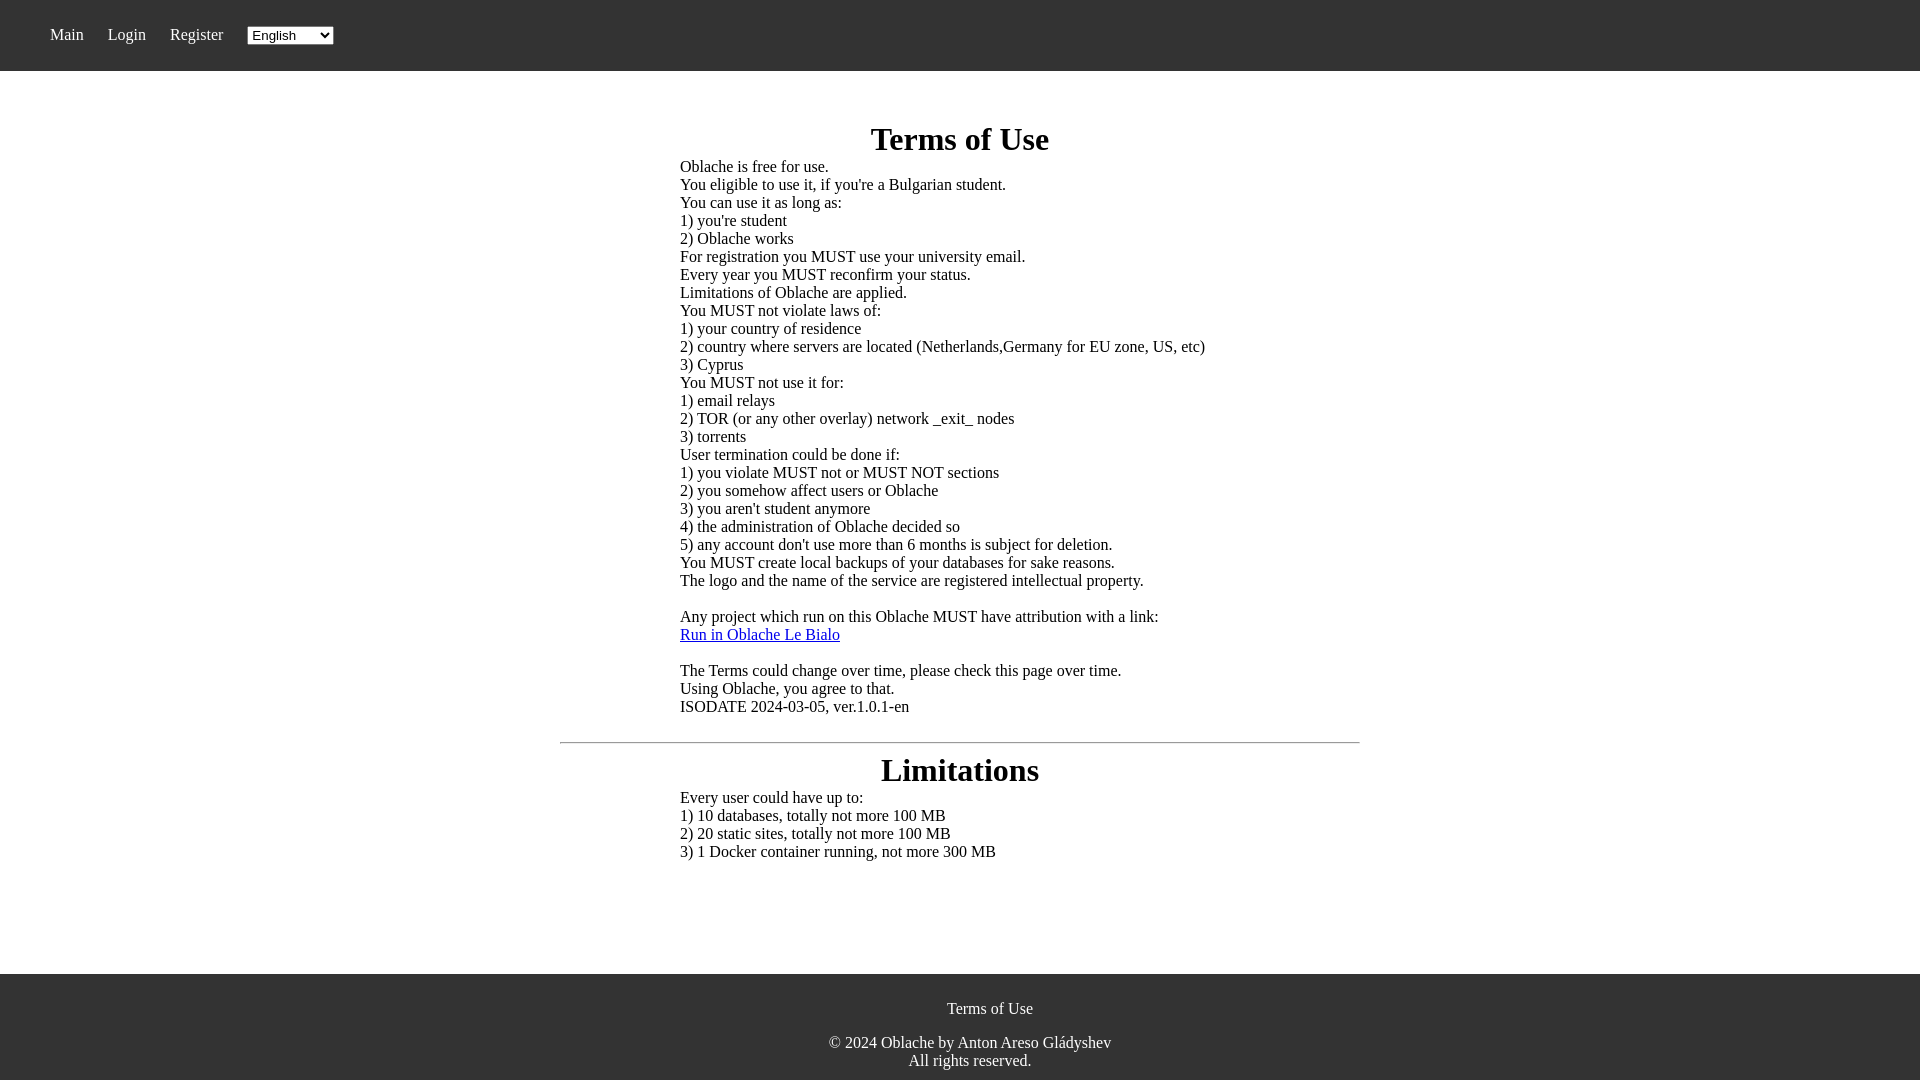 Main
Login
Register
English
Terms of Use
Oblache is free for use.
You eligible to use it, if you're a Bulgarian student.
You can use it as long as:
1) you're student
2) Oblache works
For registration you MUST use your university email.
Every year you MUST reconfirm your status.
Limitations of Oblache are applied.
You MUST not violate laws of:
1) your country of residence
2) country where servers are located (Netherlands,Germany for EU zone, US, etc)
3) Cyprus
You MUST not use it for:
1) email relays
2) TOR (or any other overlay) network _exit_ nodes
3) torrents
User termination could be done if:
1) you violate MUST not or MUST NOT sections
2) you somehow affect users or Oblache
3) you aren't student anymore
4) the administration of Oblache decided so
5) any account don't use more than 6 months is subject for deletion.
You MUST create local backups of your databases for sake reasons.
The logo and the name of the service are registered intellectual property.
Any project which run on this Oblache MUST have attribution with a link:
Run in Oblache Le Bialo
The Terms could change over time, please check this page over time.
Using Oblache, you agree to that.
ISODATE 2024-03-05, ver.1.0.1-en
Limitations
Every user could have up to:
1) 10 databases, totally not more 100 MB
2) 20 static sites, totally not more 100 MB
3) 1 Docker container running, not more 300 MB
Terms of Use
© 2024 Oblache by Anton Areso Gládyshev
All rights reserved.